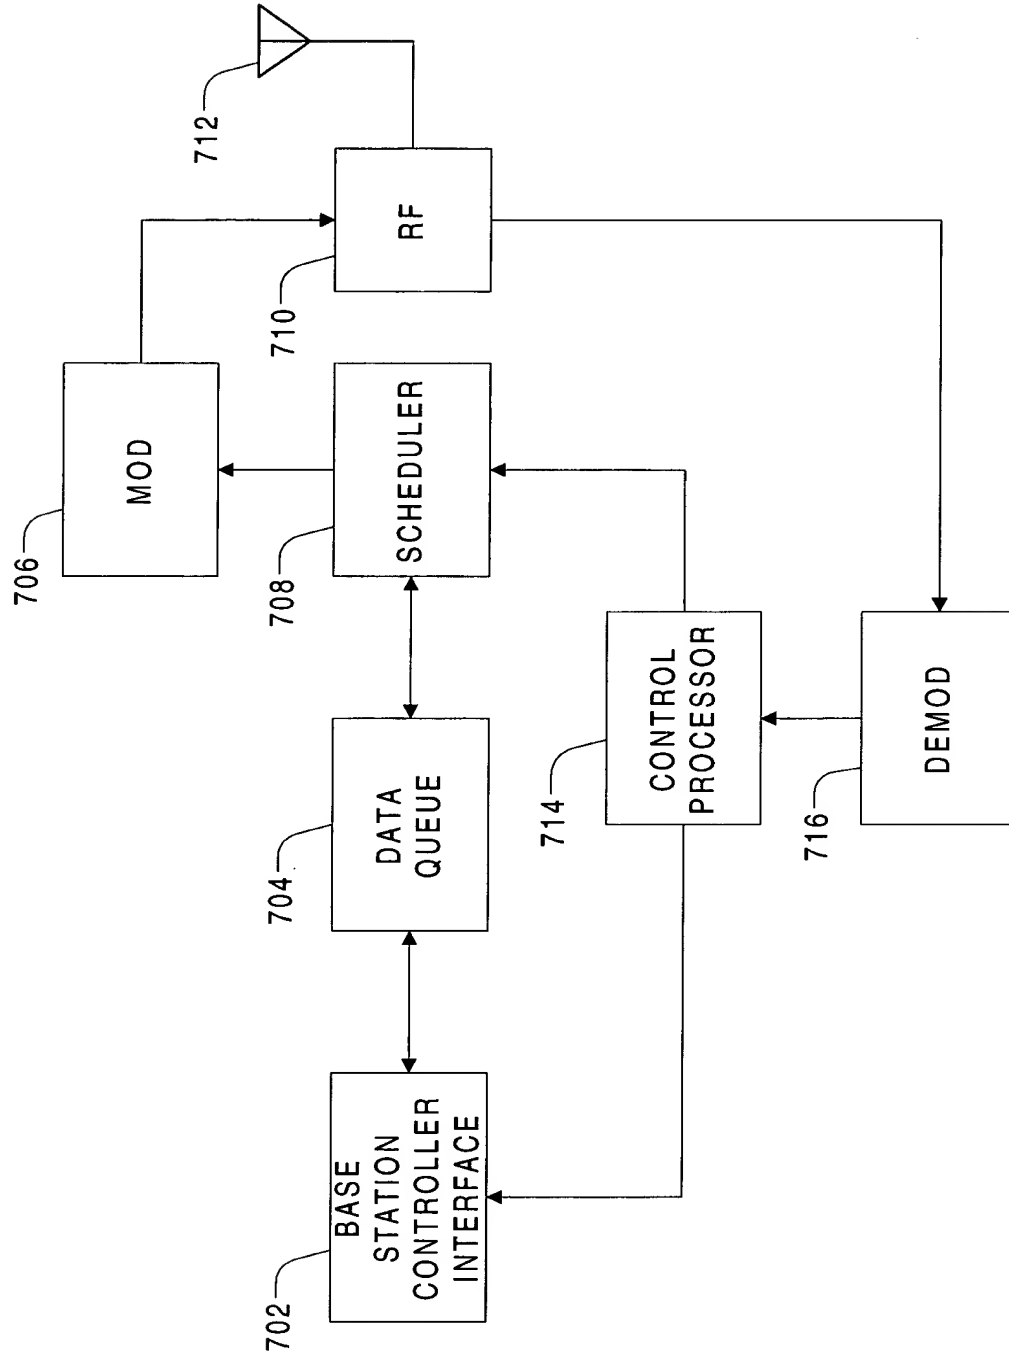 702
BASE
STATION
CONTROLLER
INTERFACE
704
DATA
QUEUE
706
MOD
708
SCHEDULER
710
RF
712
714
CONTROL
PROCESSOR
716
DEMOD